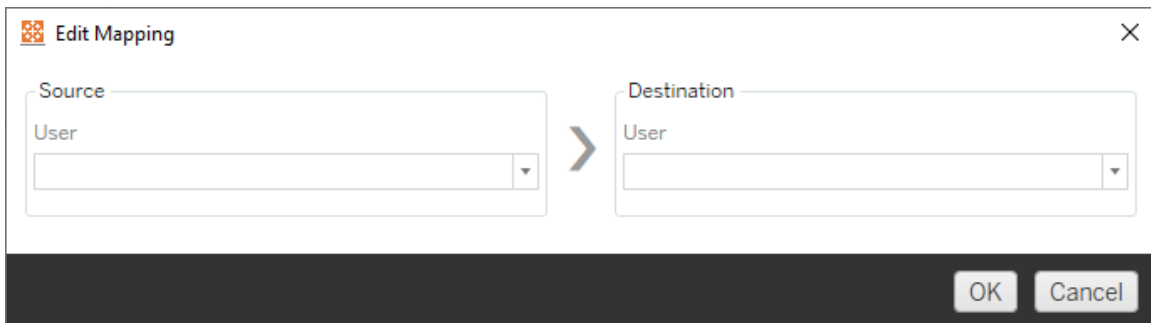 Edit Mapping
Source
User
Destination
User
OK
Cancel